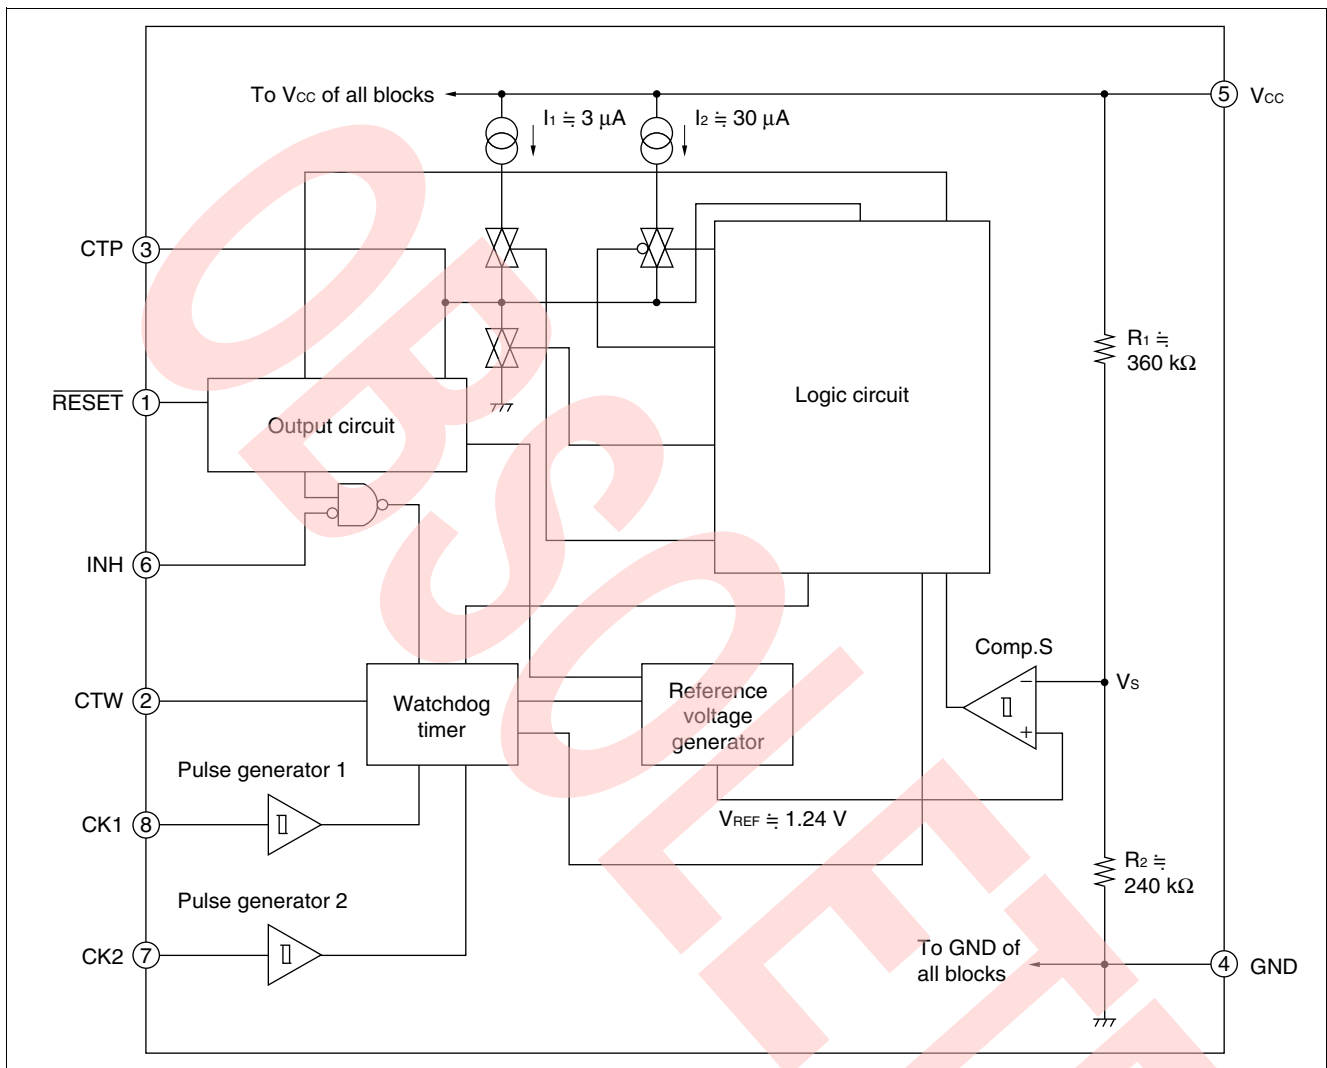 To VCC of all blocks
I1 ≒ 3 μA
I2 ≒ 30 μA
5
VCC
CTP
3
RESET
1
Output circuit
Logic circuit
R1 ≒
360 kΩ
INH
6
Comp.S
VS
−
+
CTW
2
Watchdog
timer
Reference
voltage
generator
Pulse generator 1
CK1
8
VREF ≒ 1.24 V
R2 ≒
240 kΩ
Pulse generator 2
CK2
7
To GND of
all blocks
4
GND
OBSOLETE